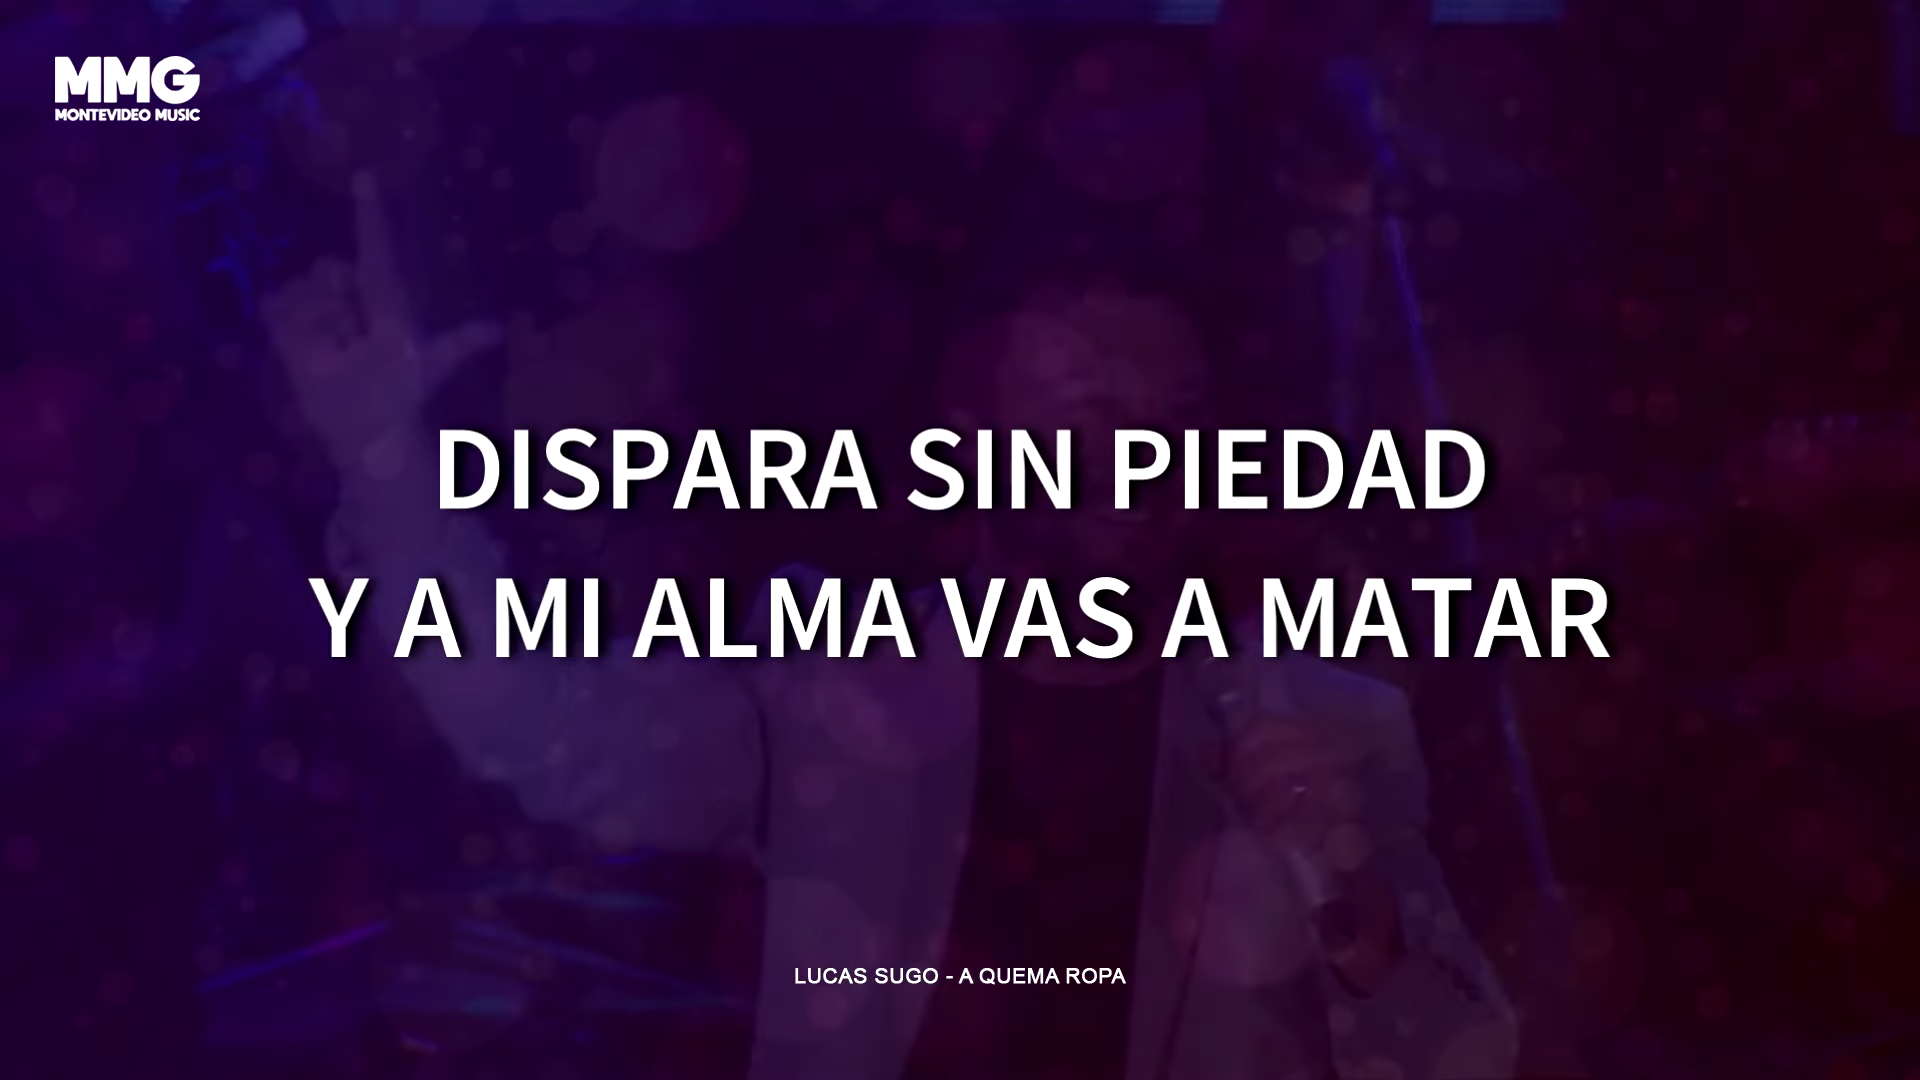 MMG
MONTEVIDEO MUSIC
DISPARA SIN PIEDAD
Y A MI ALMA VAS A MATAR
LUCAS SUGO - A QUEMA ROPA